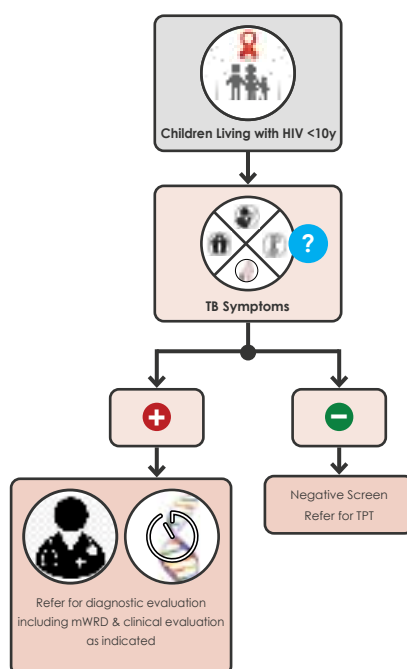 Children Living with HIV <10y
?
TB Symptoms
+
−
Negative Screen
Refer for TPT
Refer for diagnostic evaluation
including mWRD & clinical evaluation
as indicated